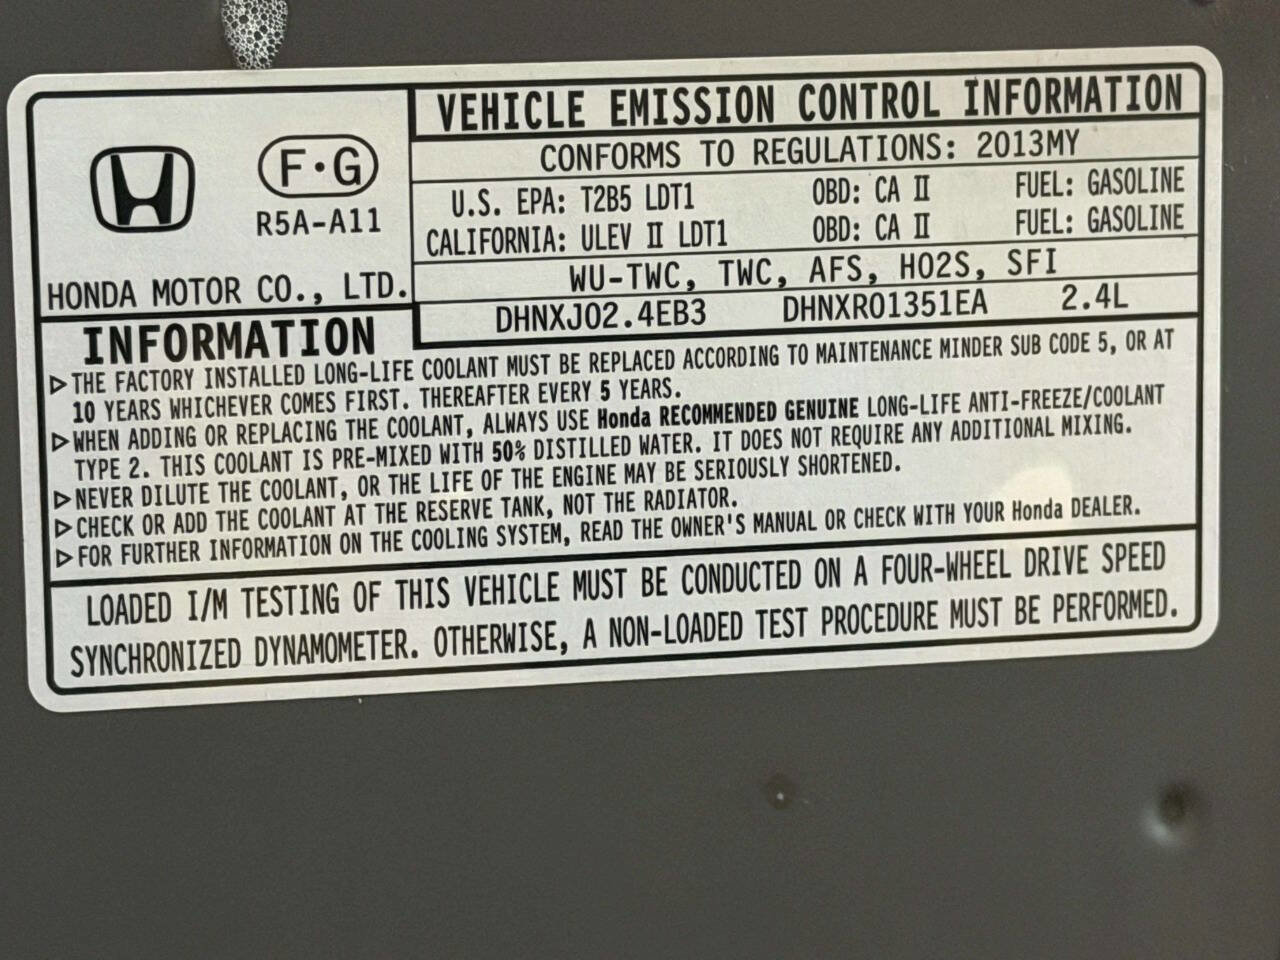 VEHICLE EMISSION CONTROL INFORMATION
CONFORMS TO REGULATIONS: 2013MY
U.S. EPA: T2B5 LDT1 OBD: CA II FUEL: GASOLINE
CALIFORNIA: ULEV II LDT1 OBD: CA II FUEL: GASOLINE
WU-TWC, TWC, AFS, HO2S, SFI
DHNXJ02.4EB3 DHNXR01351EA 2.4L
F·G
R5A-A11
HONDA MOTOR CO., LTD.
INFORMATION
▷THE FACTORY INSTALLED LONG-LIFE COOLANT MUST BE REPLACED ACCORDING TO MAINTENANCE MINDER SUB CODE 5, OR AT
10 YEARS WHICHEVER COMES FIRST. THEREAFTER EVERY 5 YEARS.
▷WHEN ADDING OR REPLACING THE COOLANT, ALWAYS USE Honda RECOMMENDED GENUINE LONG-LIFE ANTI-FREEZE/COOLANT
TYPE 2. THIS COOLANT IS PRE-MIXED WITH 50% DISTILLED WATER. IT DOES NOT REQUIRE ANY ADDITIONAL MIXING.
▷NEVER DILUTE THE COOLANT, OR THE LIFE OF THE ENGINE MAY BE SERIOUSLY SHORTENED.
▷CHECK OR ADD THE COOLANT AT THE RESERVE TANK, NOT THE RADIATOR.
▷FOR FURTHER INFORMATION ON THE COOLING SYSTEM, READ THE OWNER'S MANUAL OR CHECK WITH YOUR Honda DEALER.
LOADED I/M TESTING OF THIS VEHICLE MUST BE CONDUCTED ON A FOUR-WHEEL DRIVE SPEED
SYNCHRONIZED DYNAMOMETER. OTHERWISE, A NON-LOADED TEST PROCEDURE MUST BE PERFORMED.